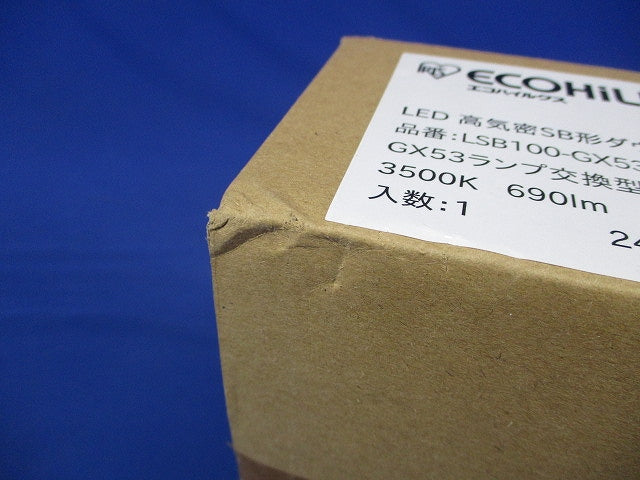 ECOHiL
エコハイルクス
LED 高気密SB形ダウ
品番:LSB100-GX53
GX53ランプ交換型
3500K 690lm
入数:1
24